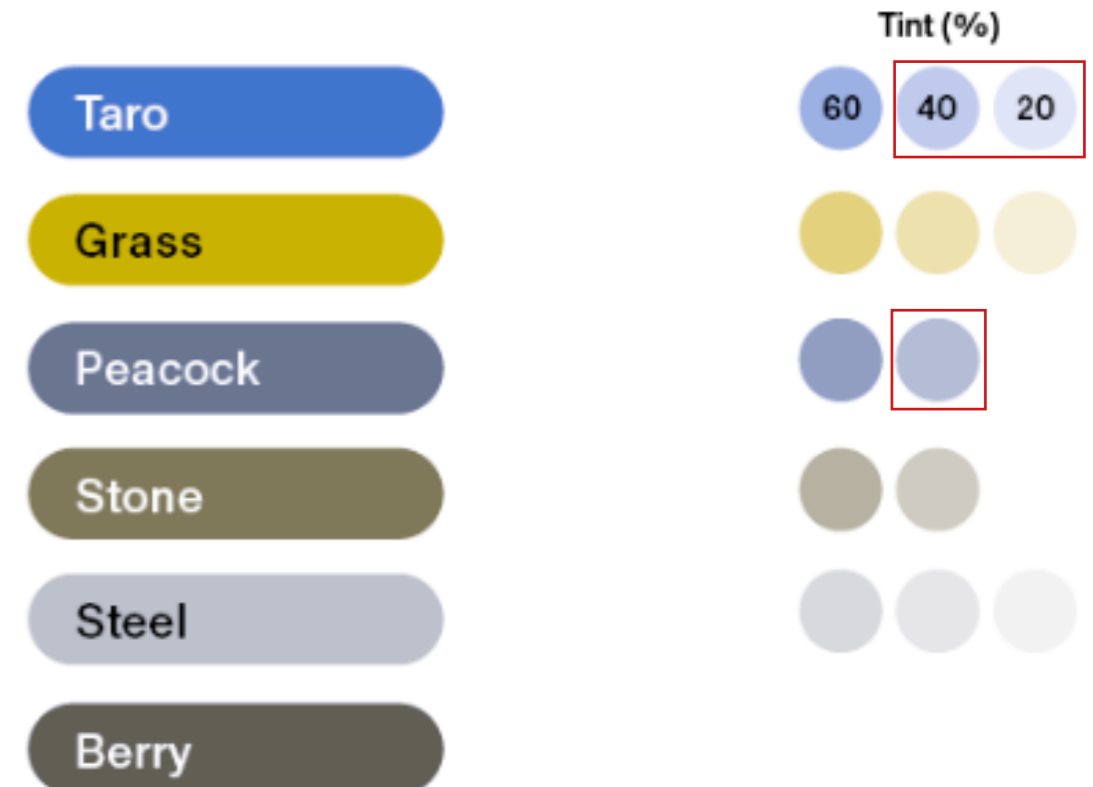 Tint (%)
Taro 60 40 20
Grass
Peacock
Stone
Steel
Berry